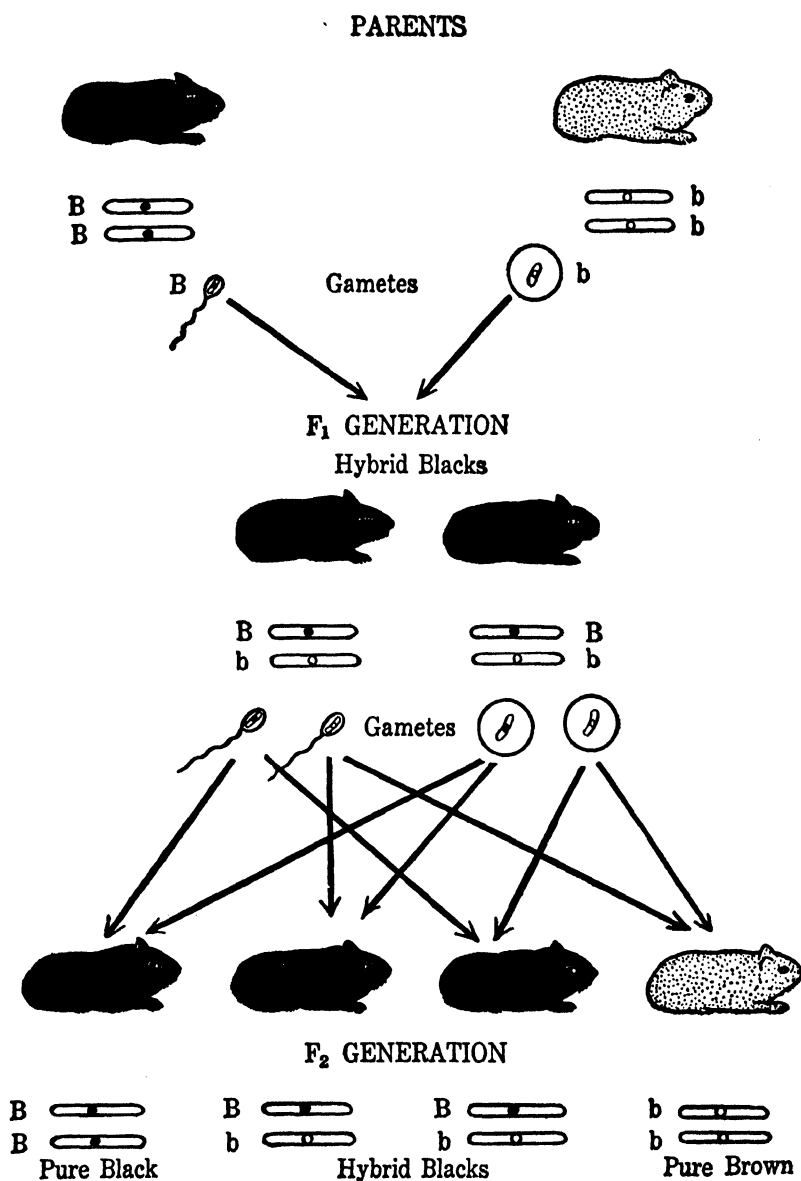 PARENTS
B b
B b
B Gametes b
F₁ GENERATION
Hybrid Blacks
B B
b b
Gametes
F₂ GENERATION
B B B b
B b b b
Pure Black Hybrid Blacks Pure Brown